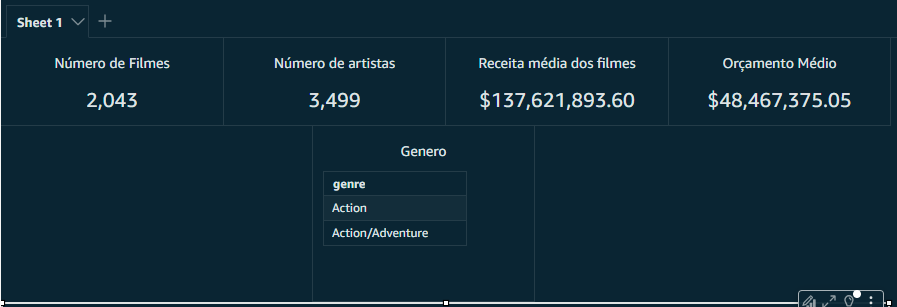 Sheet 1
Número de Filmes
2,043
Número de artistas
3,499
Receita média dos filmes
$137,621,893.60
Orçamento Médio
$48,467,375.05
Genero
genre
Action
Action/Adventure